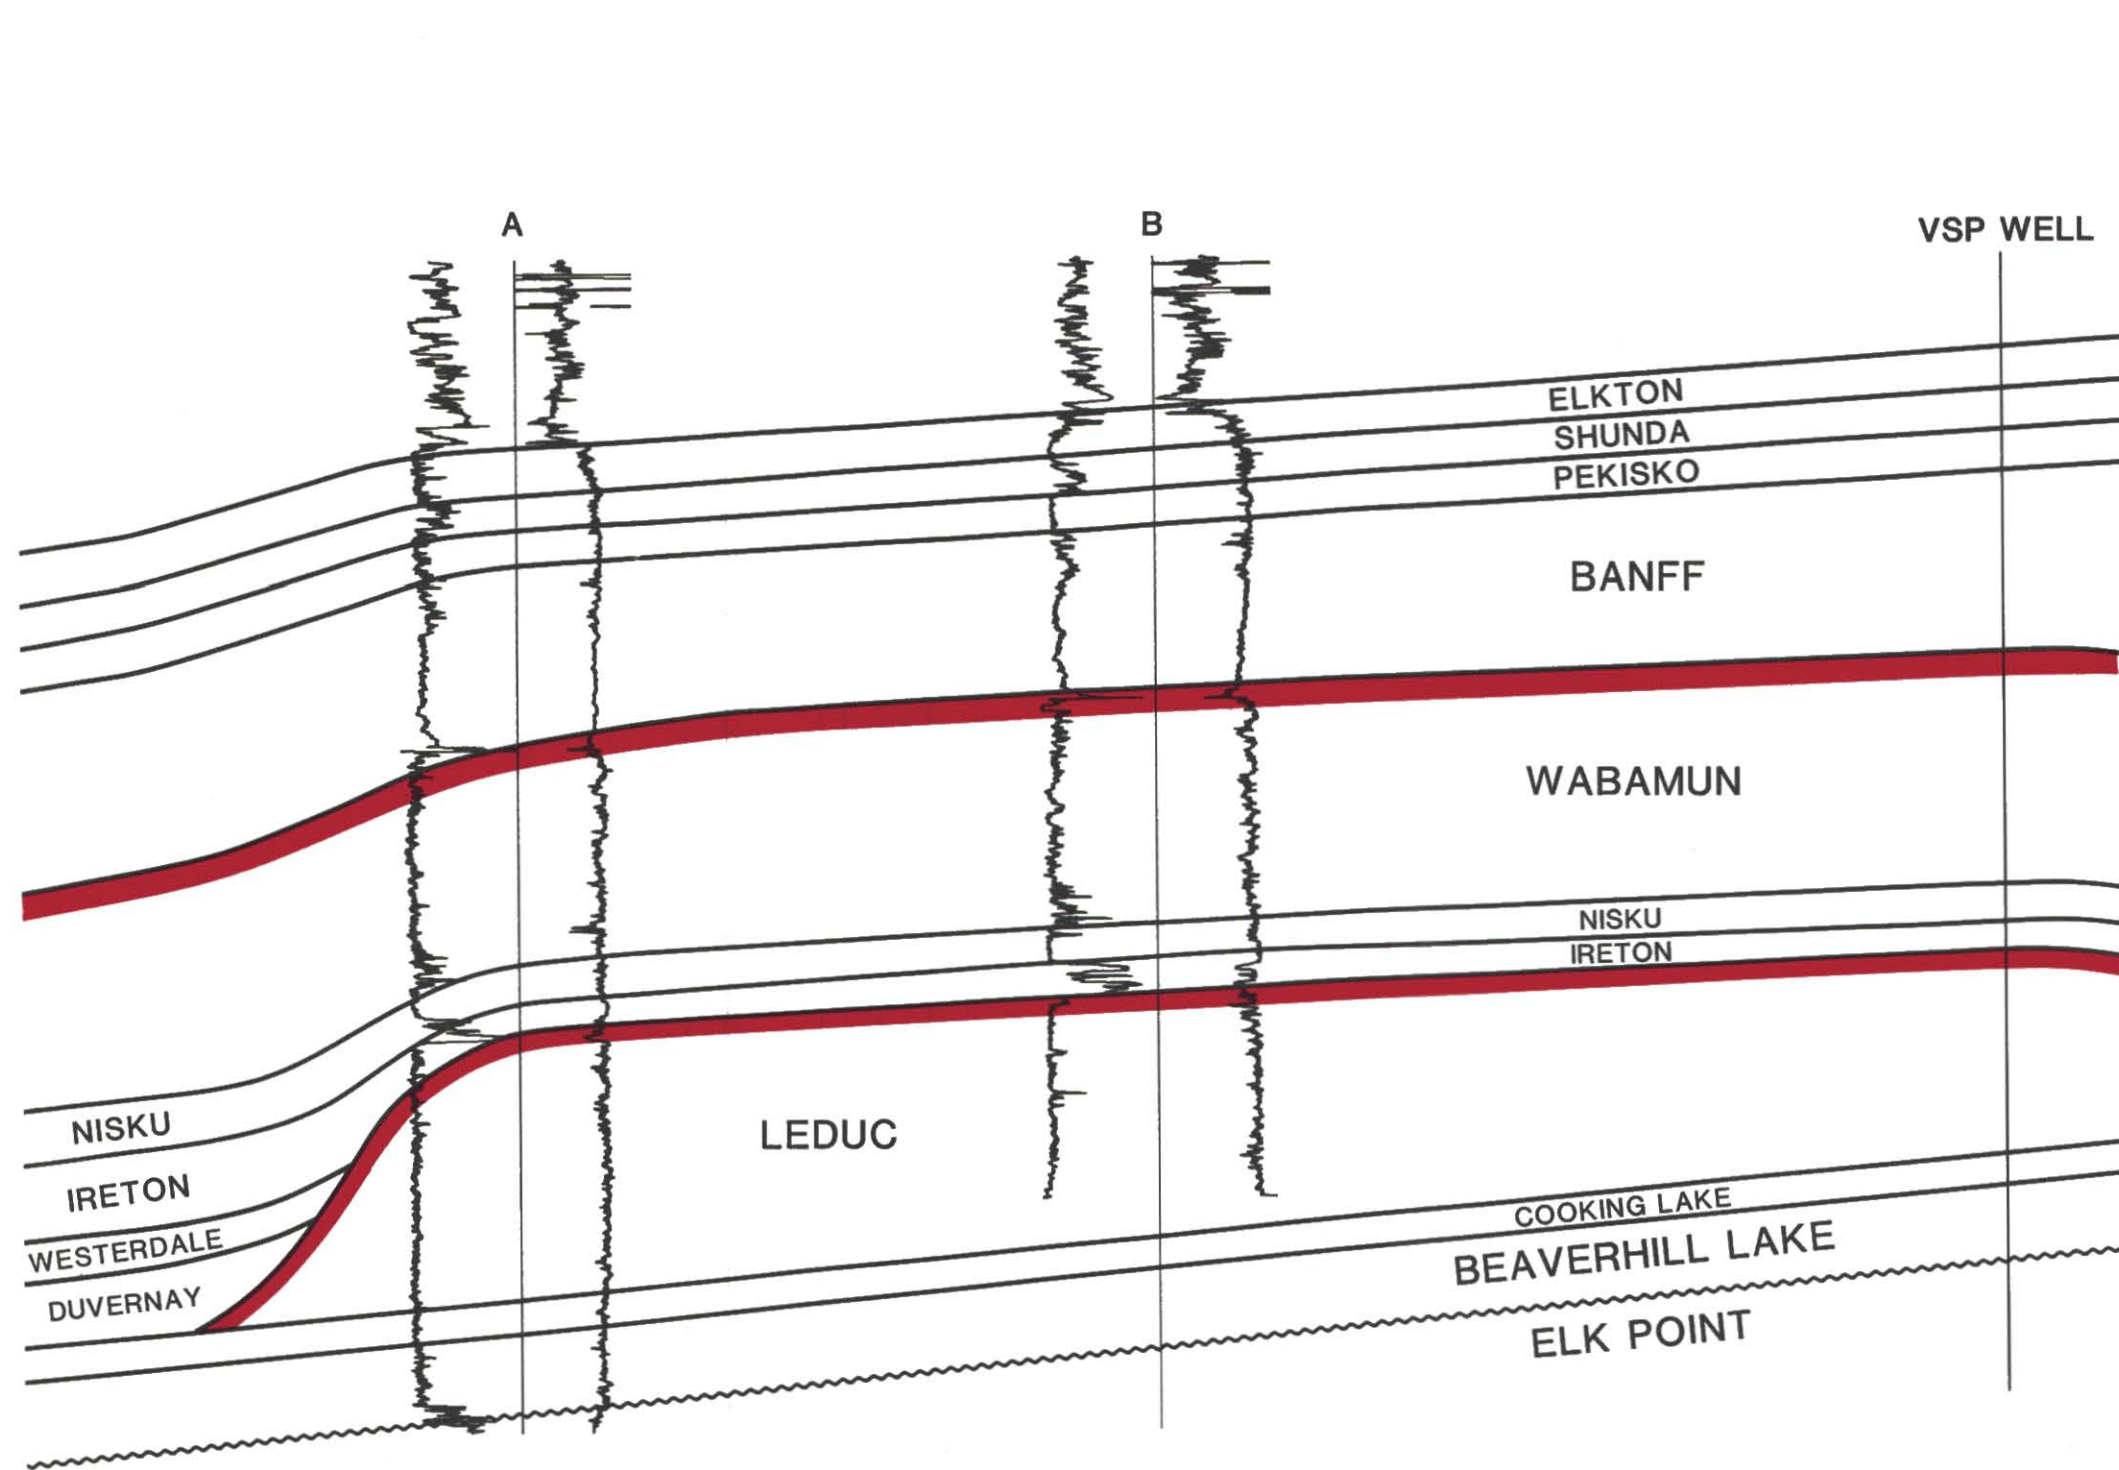 A
B
VSP WELL
ELKTON
SHUNDA
PEKISKO
BANFF
WABAMUN
NISKU
IRETON
NISKU
LEDUC
IRETON
WESTERDALE
COOKING LAKE
BEAVERHILL LAKE
DUVERNAY
ELK POINT